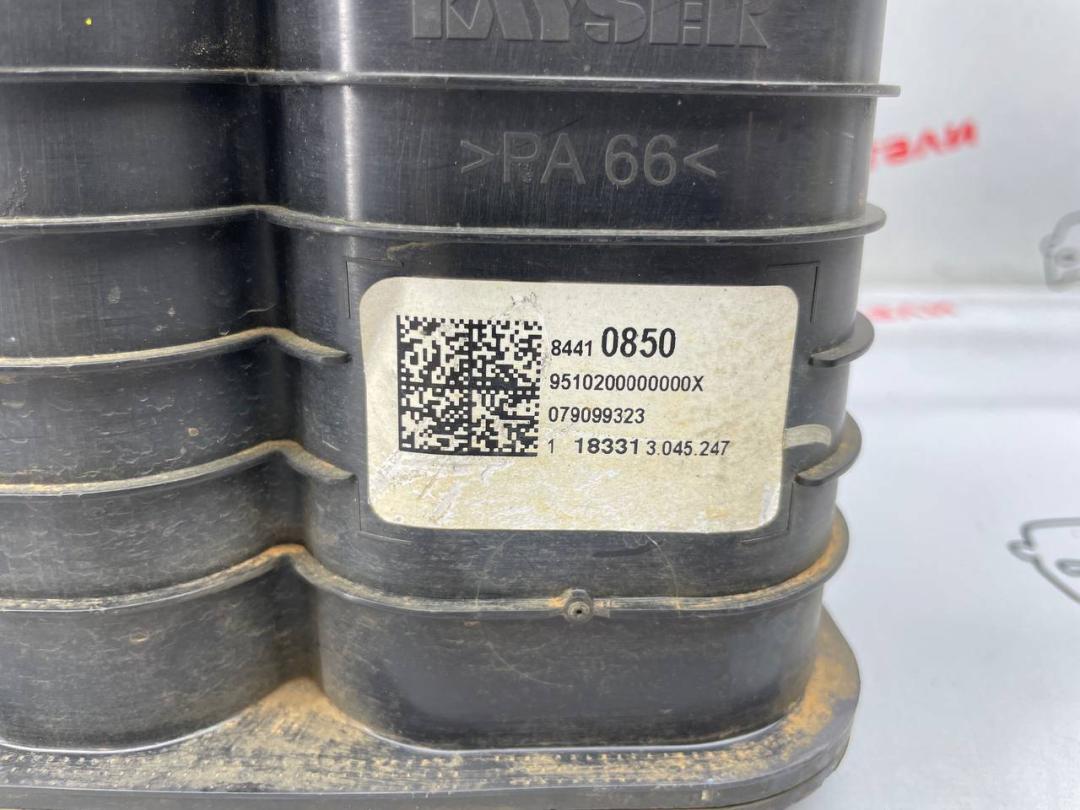 KAYSER
>PA 66<
8441 0850
9510200000000X
079099323
1 18331 3.045.247